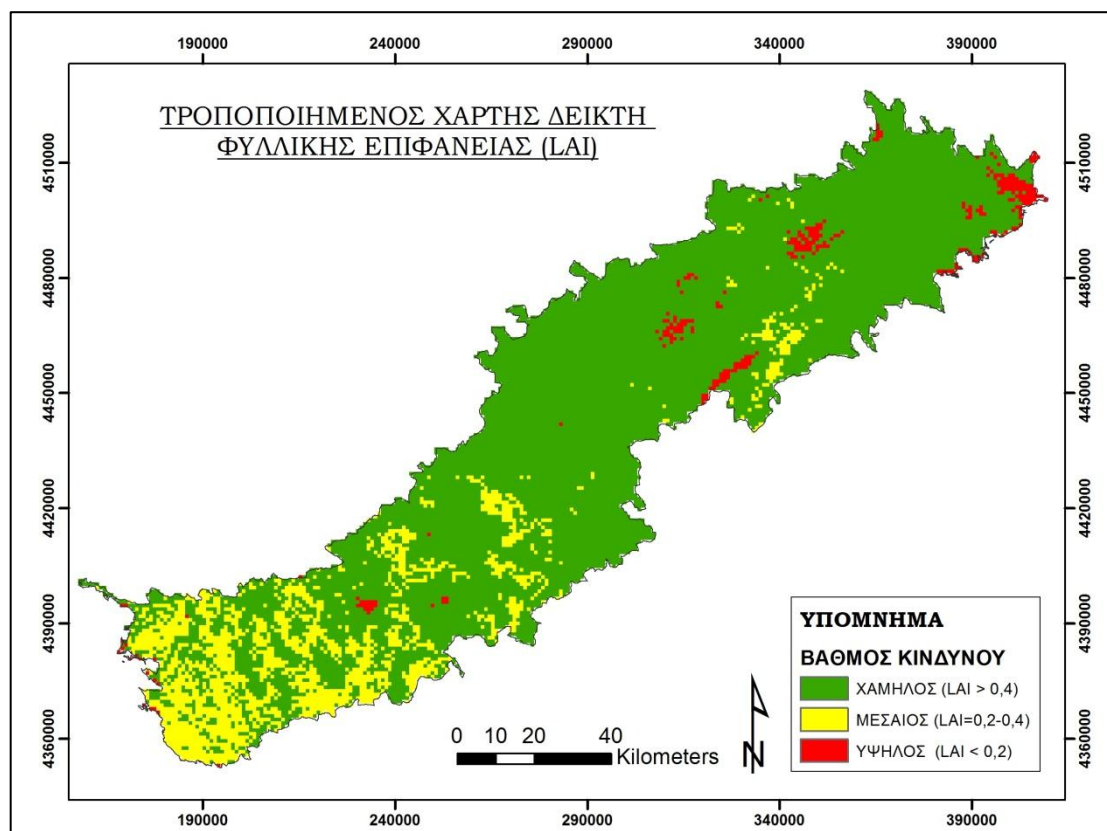 190000 240000 290000 340000 390000
ΤΡΟΠΟΠΟΙΗΜΕΝΟΣ ΧΑΡΤΗΣ ΔΕΙΚΤΗ
ΦΥΛΛΙΚΗΣ ΕΠΙΦΑΝΕΙΑΣ (LAI)
4510000 4510000
4480000 4480000
4450000 4450000
4420000 4420000
4390000 4390000
4360000 4360000
ΥΠΟΜΝΗΜΑ
ΒΑΘΜΟΣ ΚΙΝΔΥΝΟΥ
ΧΑΜΗΛΟΣ (LAI > 0,4)
ΜΕΣΑΙΟΣ (LAI=0,2-0,4)
ΥΨΗΛΟΣ (LAI < 0,2)
0 10 20 40
Kilometers
N
190000 240000 290000 340000 390000